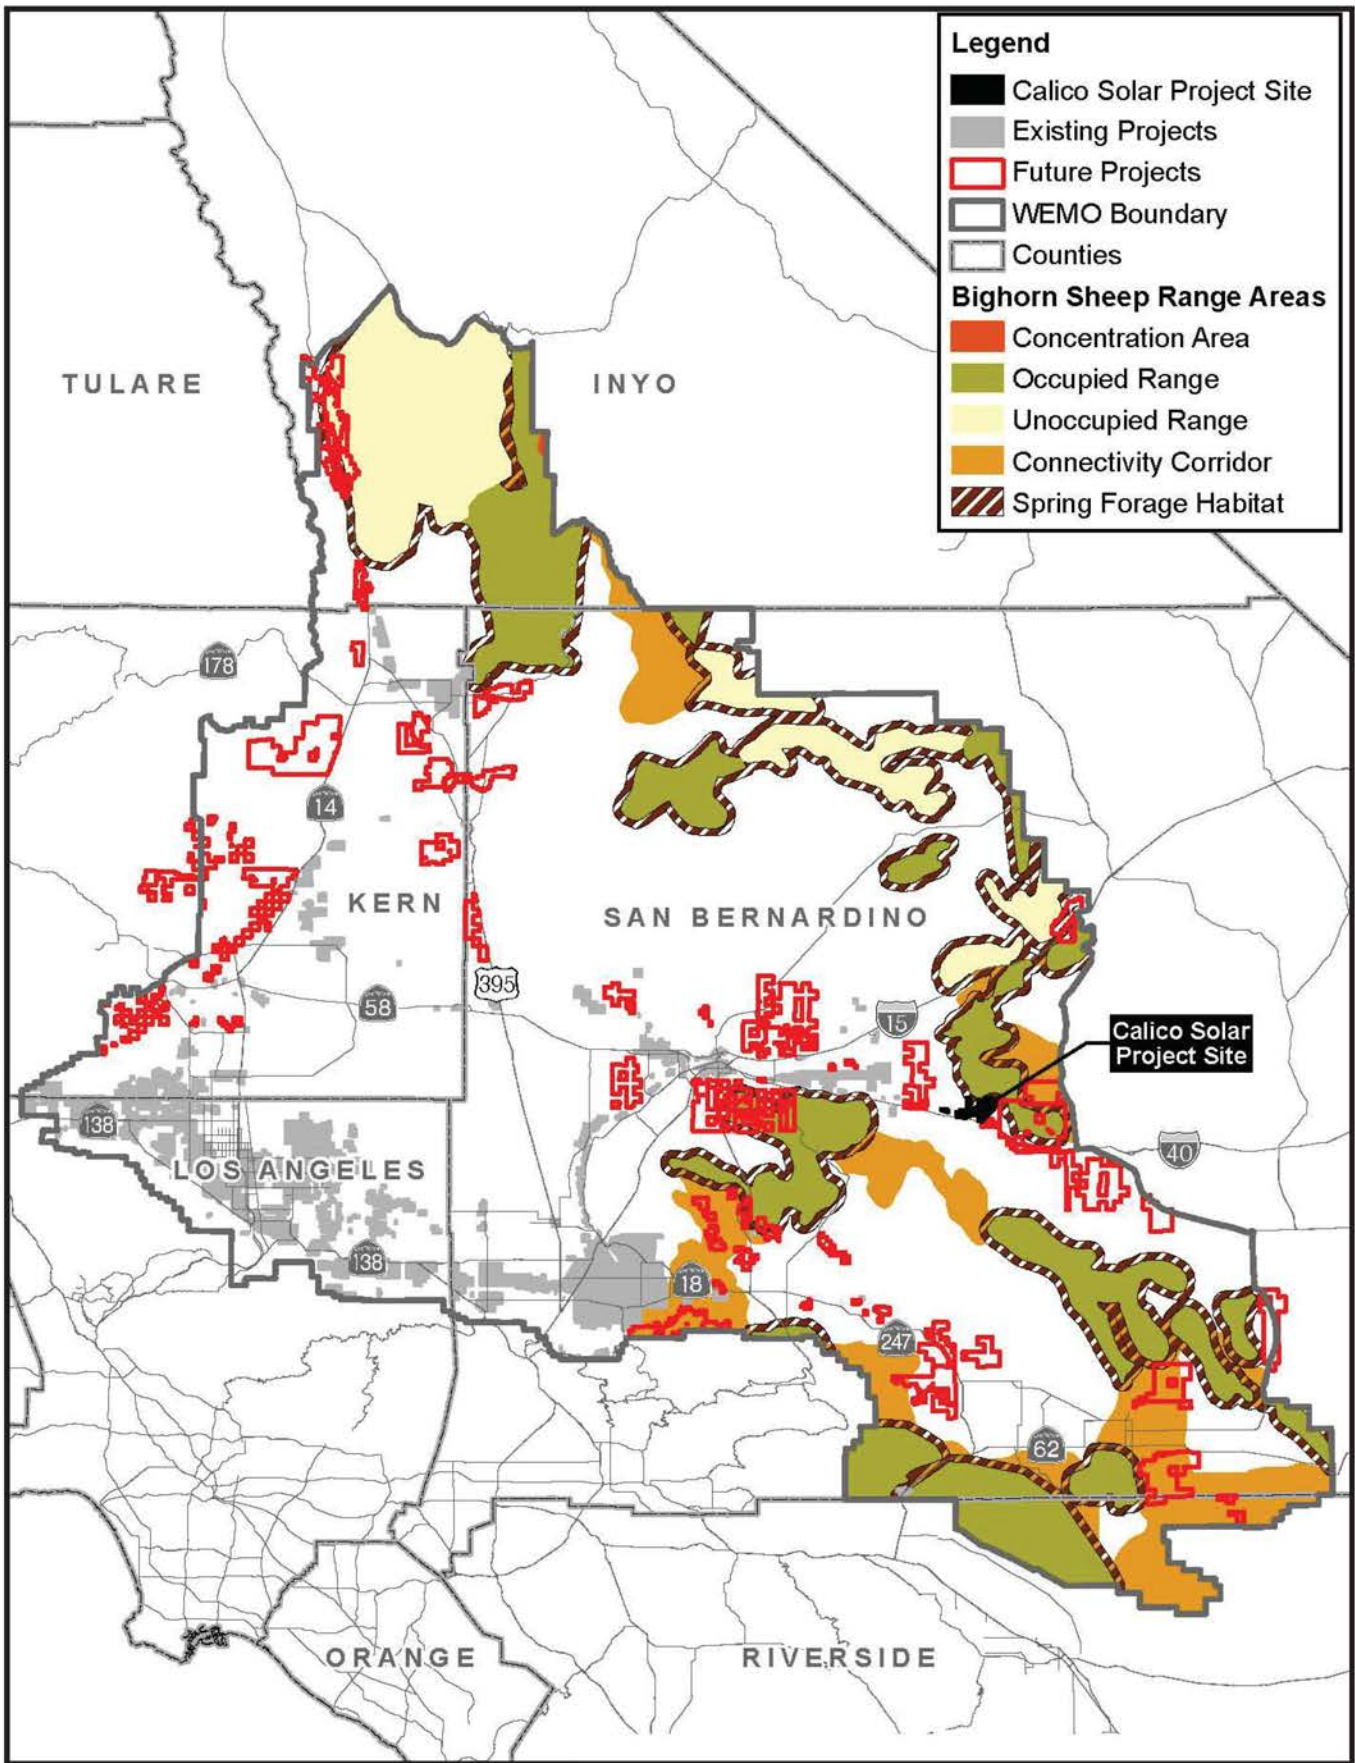 Legend
Calico Solar Project Site
Existing Projects
Future Projects
WEMO Boundary
Counties
Bighorn Sheep Range Areas
Concentration Area
Occupied Range
Unoccupied Range
Connectivity Corridor
Spring Forage Habitat
TULARE
INYO
178
14
KERN
SAN BERNARDINO
395
58
15
Calico Solar
Project Site
138
40
LOS ANGELES
138
18
247
62
ORANGE
RIVERSIDE